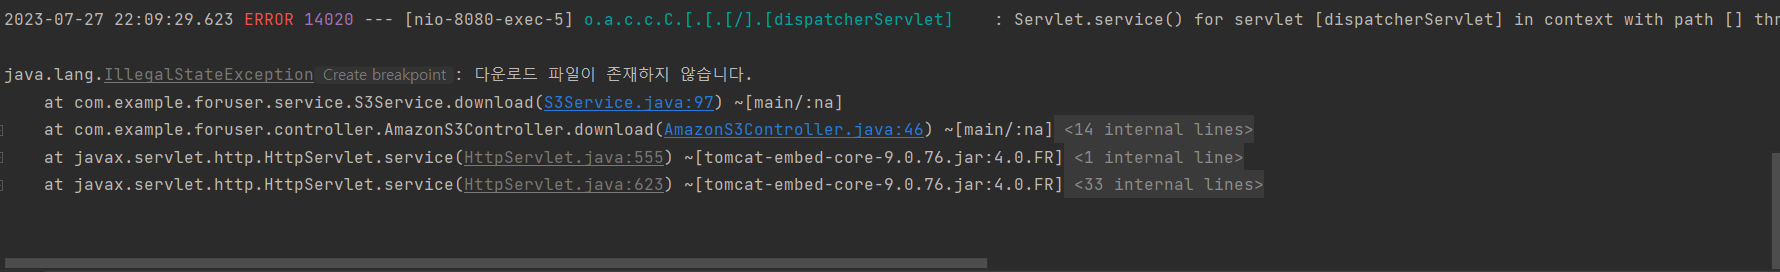 2023-07-27 22:09:29.623 ERROR 14020 --- [nio-8080-exec-5] o.a.c.c.C.[.[.[/].[dispatcherServlet]    : Servlet.service() for servlet [dispatcherServlet] in context with path [] thr
java.lang.IllegalStateException Create breakpoint : 다운로드 파일이 존재하지 않습니다.
at com.example.foruser.service.S3Service.download(S3Service.java:97) ~[main/:na]
at com.example.foruser.controller.AmazonS3Controller.download(AmazonS3Controller.java:46) ~[main/:na] <14 internal lines>
at javax.servlet.http.HttpServlet.service(HttpServlet.java:555) ~[tomcat-embed-core-9.0.76.jar:4.0.FR] <1 internal line>
at javax.servlet.http.HttpServlet.service(HttpServlet.java:623) ~[tomcat-embed-core-9.0.76.jar:4.0.FR] <33 internal lines>